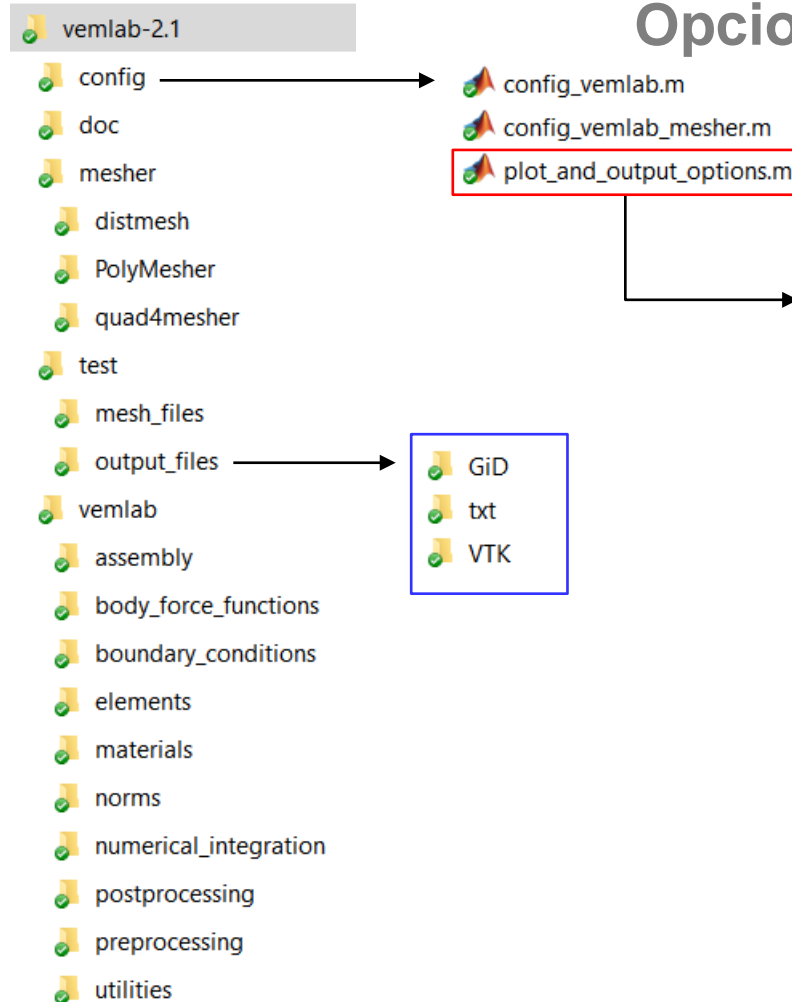 Opcio
vemlab-2.1
config
config_vemlab.m
doc
config_vemlab_mesher.m
mesher
plot_and_output_options.m
distmesh
PolyMesher
quad4mesher
test
mesh_files
output_files
GiD
vemlab
txt
assembly
VTK
body_force_functions
boundary_conditions
elements
materials
norms
numerical_integration
postprocessing
preprocessing
utilities